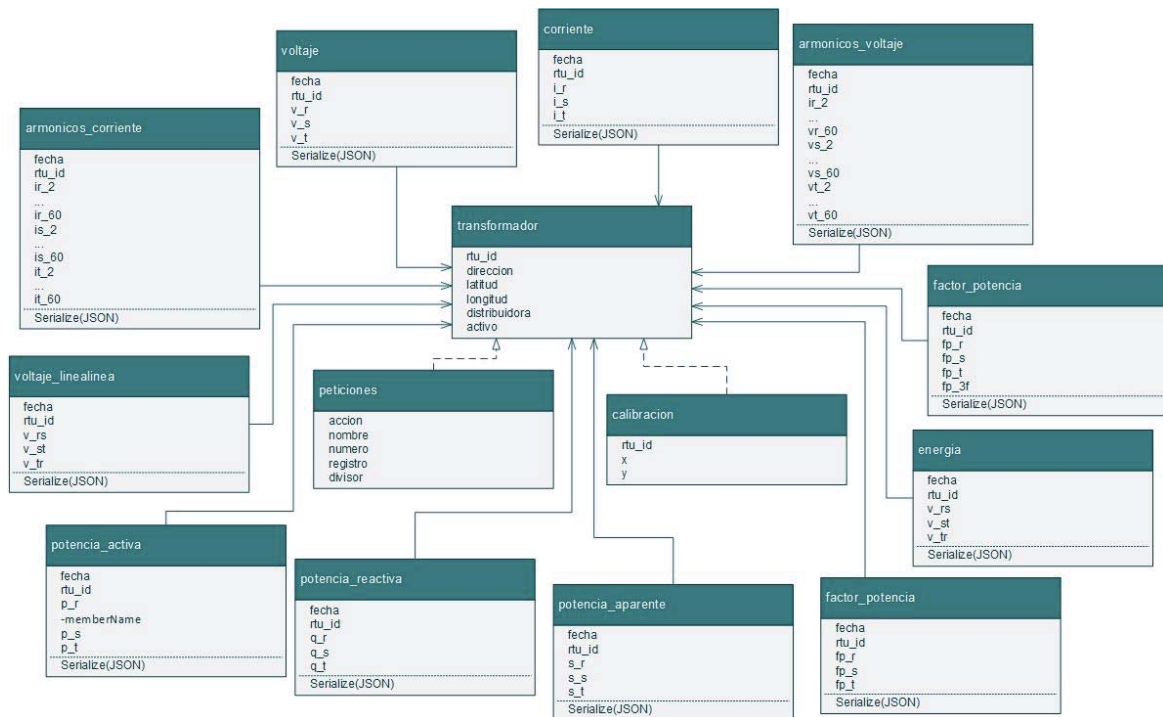 voltaje
fecha
rtu_id
v_r
v_s
v_t
Serialize(JSON)
corriente
fecha
rtu_id
i_r
i_s
i_t
Serialize(JSON)
armonicos_voltaje
fecha
rtu_id
ir_2
...
vr_60
vs_2
...
vs_60
vt_2
...
vt_60
Serialize(JSON)
armonicos_corriente
fecha
rtu_id
ir_2
...
ir_60
is_2
...
is_60
it_2
...
it_60
Serialize(JSON)
transformador
rtu_id
direccion
latitud
longitud
distribuidora
activo
factor_potencia
fecha
rtu_id
fp_r
fp_s
fp_t
fp_3f
Serialize(JSON)
voltaje_linealinea
fecha
rtu_id
v_rs
v_st
v_tr
Serialize(JSON)
peticiones
accion
nombre
numero
registro
divisor
calibracion
rtu_id
x
y
energia
fecha
rtu_id
v_rs
v_st
v_tr
Serialize(JSON)
potencia_activa
fecha
rtu_id
p_r
-memberName
p_s
p_t
Serialize(JSON)
potencia_reactiva
fecha
rtu_id
q_r
q_s
q_t
Serialize(JSON)
potencia_aparente
fecha
rtu_id
s_r
s_s
s_t
Serialize(JSON)
factor_potencia
fecha
rtu_id
fp_r
fp_s
fp_t
Serialize(JSON)